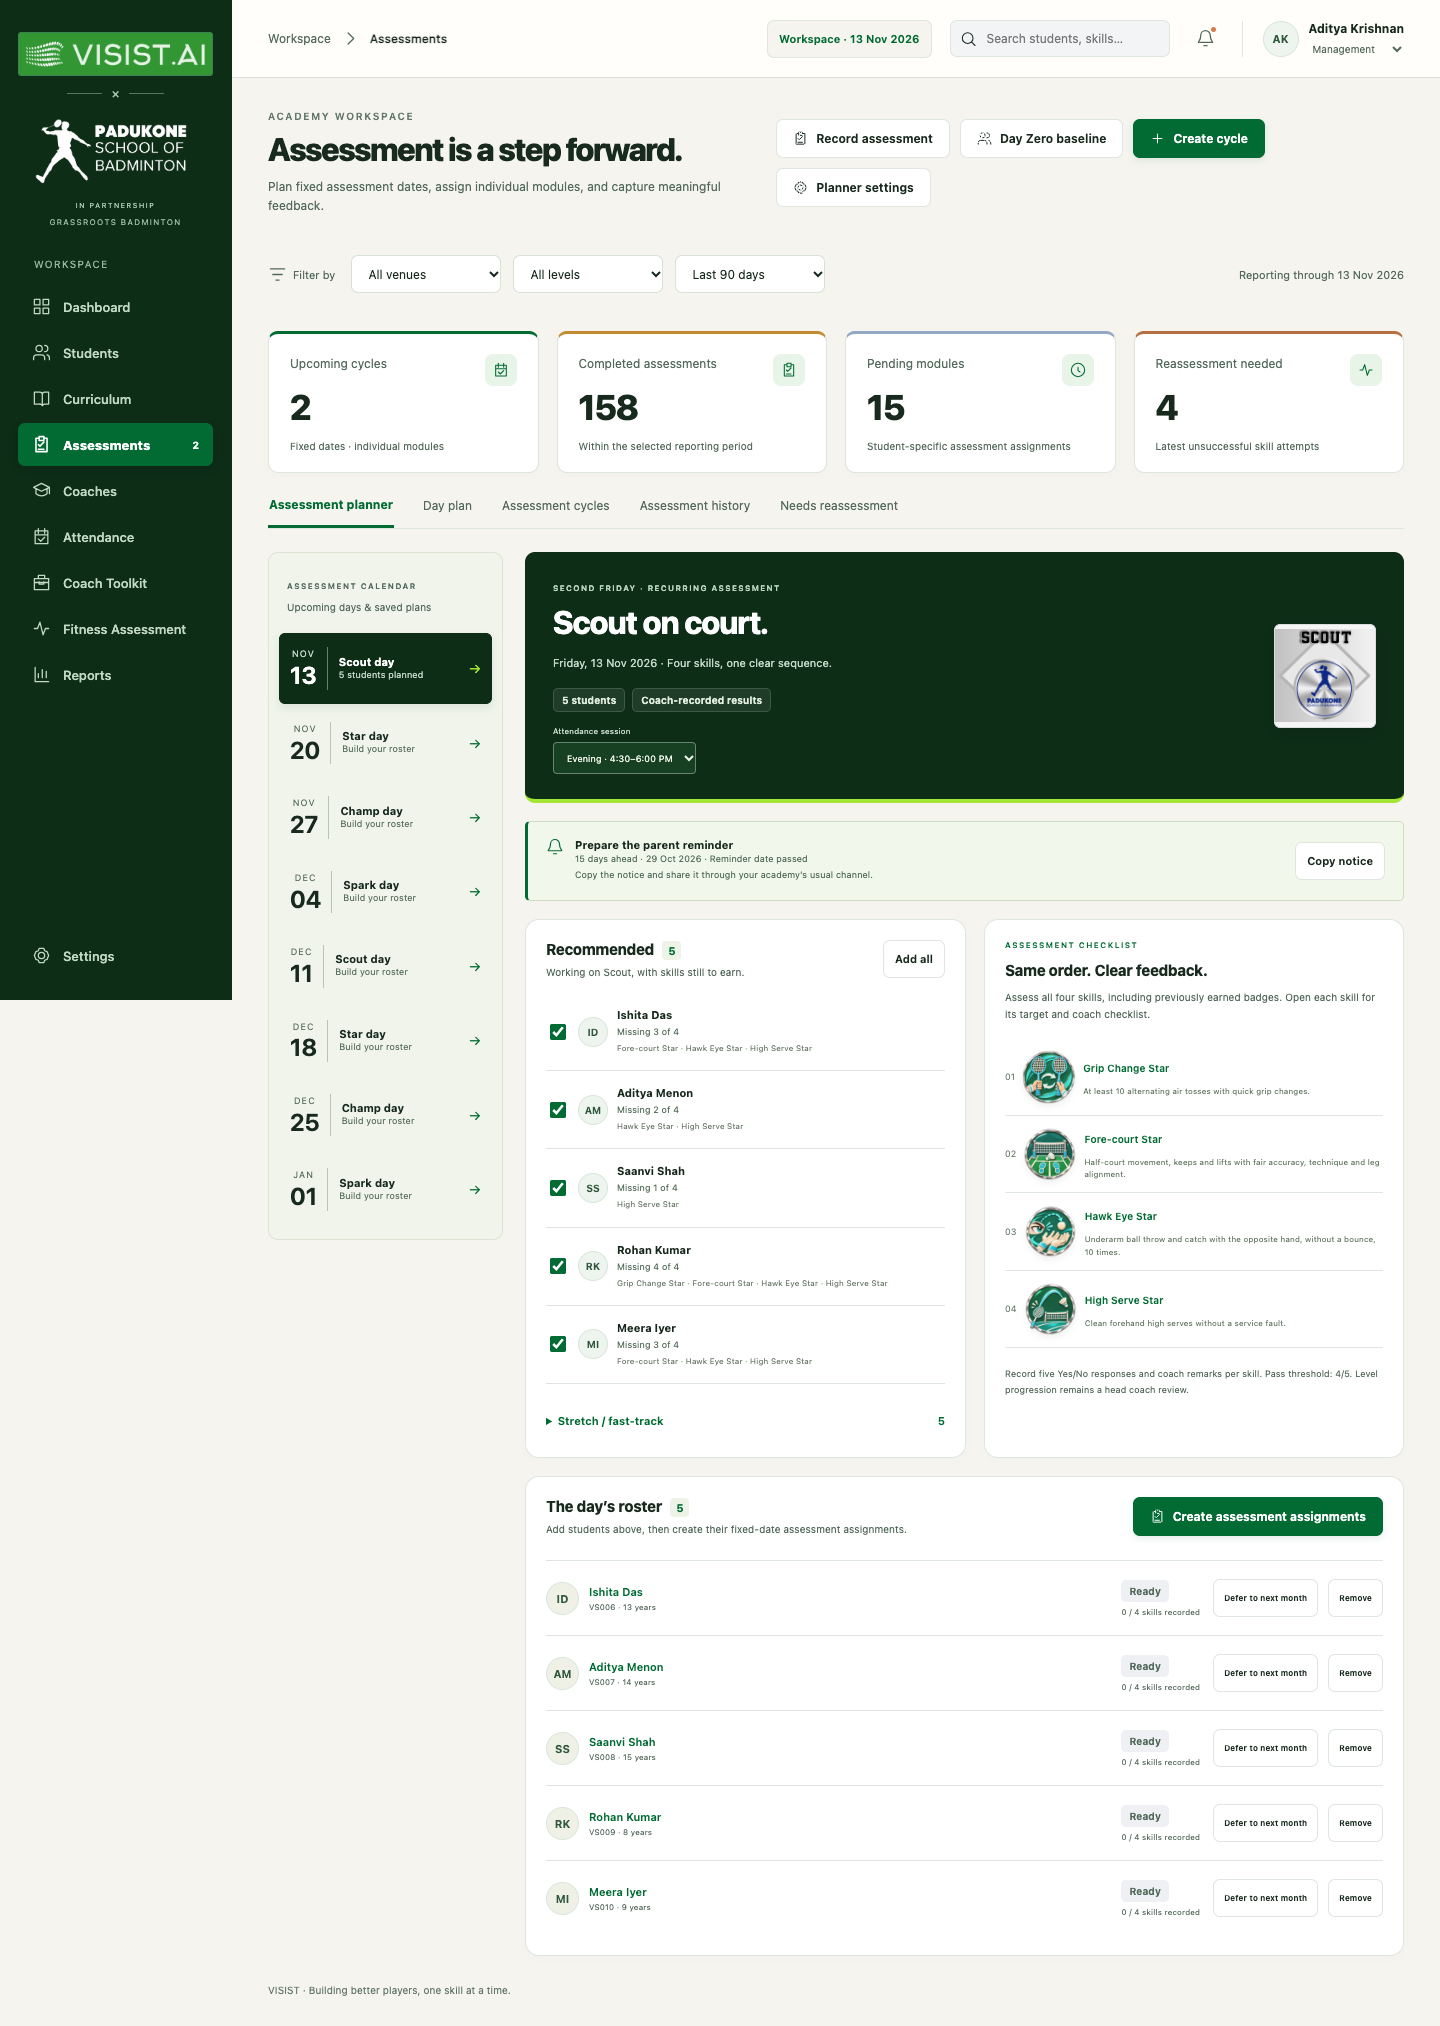 VISIST.AI
×
PADUKONE
SCHOOL OF
BADMINTON
IN PARTNERSHIP
GRASSROOTS BADMINTON
WORKSPACE
Dashboard
Students
Curriculum
Assessments 2
Coaches
Attendance
Coach Toolkit
Fitness Assessment
Reports
Settings
Workspace > Assessments
Workspace · 13 Nov 2026
Search students, skills...
AK
Aditya Krishnan
Management
ACADEMY WORKSPACE
Assessment is a step forward.
Plan fixed assessment dates, assign individual modules, and capture meaningful
feedback.
Record assessment
Day Zero baseline
+ Create cycle
Planner settings
Filter by
All venues
All levels
Last 90 days
Reporting through 13 Nov 2026
Upcoming cycles
2
Fixed dates · individual modules
Completed assessments
158
Within the selected reporting period
Pending modules
15
Student-specific assessment assignments
Reassessment needed
4
Latest unsuccessful skill attempts
Assessment planner
Day plan
Assessment cycles
Assessment history
Needs reassessment
ASSESSMENT CALENDAR
Upcoming days & saved plans
NOV
13
Scout day
5 students planned
NOV
20
Star day
Build your roster
NOV
27
Champ day
Build your roster
DEC
04
Spark day
Build your roster
DEC
11
Scout day
Build your roster
DEC
18
Star day
Build your roster
DEC
25
Champ day
Build your roster
JAN
01
Spark day
Build your roster
SECOND FRIDAY · RECURRING ASSESSMENT
Scout on court.
Friday, 13 Nov 2026 · Four skills, one clear sequence.
5 students
Coach-recorded results
Attendance session
Evening · 4:30–6:00 PM
SCOUT
PADUKONE
Prepare the parent reminder
15 days ahead · 29 Oct 2026 · Reminder date passed
Copy the notice and share it through your academy's usual channel.
Copy notice
Recommended 5
Working on Scout, with skills still to earn.
Add all
ID
Ishita Das
Missing 3 of 4
Fore-court Star · Hawk Eye Star · High Serve Star
AM
Aditya Menon
Missing 2 of 4
Hawk Eye Star · High Serve Star
SS
Saanvi Shah
Missing 1 of 4
High Serve Star
RK
Rohan Kumar
Missing 4 of 4
Grip Change Star · Fore-court Star · Hawk Eye Star · High Serve Star
MI
Meera Iyer
Missing 3 of 4
Fore-court Star · Hawk Eye Star · High Serve Star
Stretch / fast-track 5
ASSESSMENT CHECKLIST
Same order. Clear feedback.
Assess all four skills, including previously earned badges. Open each skill for
its target and coach checklist.
01
Grip Change Star
At least 10 alternating air tosses with quick grip changes.
02
Fore-court Star
Half-court movement, keeps and lifts with fair accuracy, technique and leg
alignment.
03
Hawk Eye Star
Underarm ball throw and catch with the opposite hand, without a bounce,
10 times.
04
High Serve Star
Clean forehand high serves without a service fault.
Record five Yes/No responses and coach remarks per skill. Pass threshold: 4/5. Level
progression remains a head coach review.
The day's roster 5
Add students above, then create their fixed-date assessment assignments.
Create assessment assignments
ID
Ishita Das
VS006 · 13 years
Ready
0 / 4 skills recorded
Defer to next month
Remove
AM
Aditya Menon
VS007 · 14 years
Ready
0 / 4 skills recorded
Defer to next month
Remove
SS
Saanvi Shah
VS008 · 15 years
Ready
0 / 4 skills recorded
Defer to next month
Remove
RK
Rohan Kumar
VS009 · 8 years
Ready
0 / 4 skills recorded
Defer to next month
Remove
MI
Meera Iyer
VS010 · 9 years
Ready
0 / 4 skills recorded
Defer to next month
Remove
VISIST · Building better players, one skill at a time.